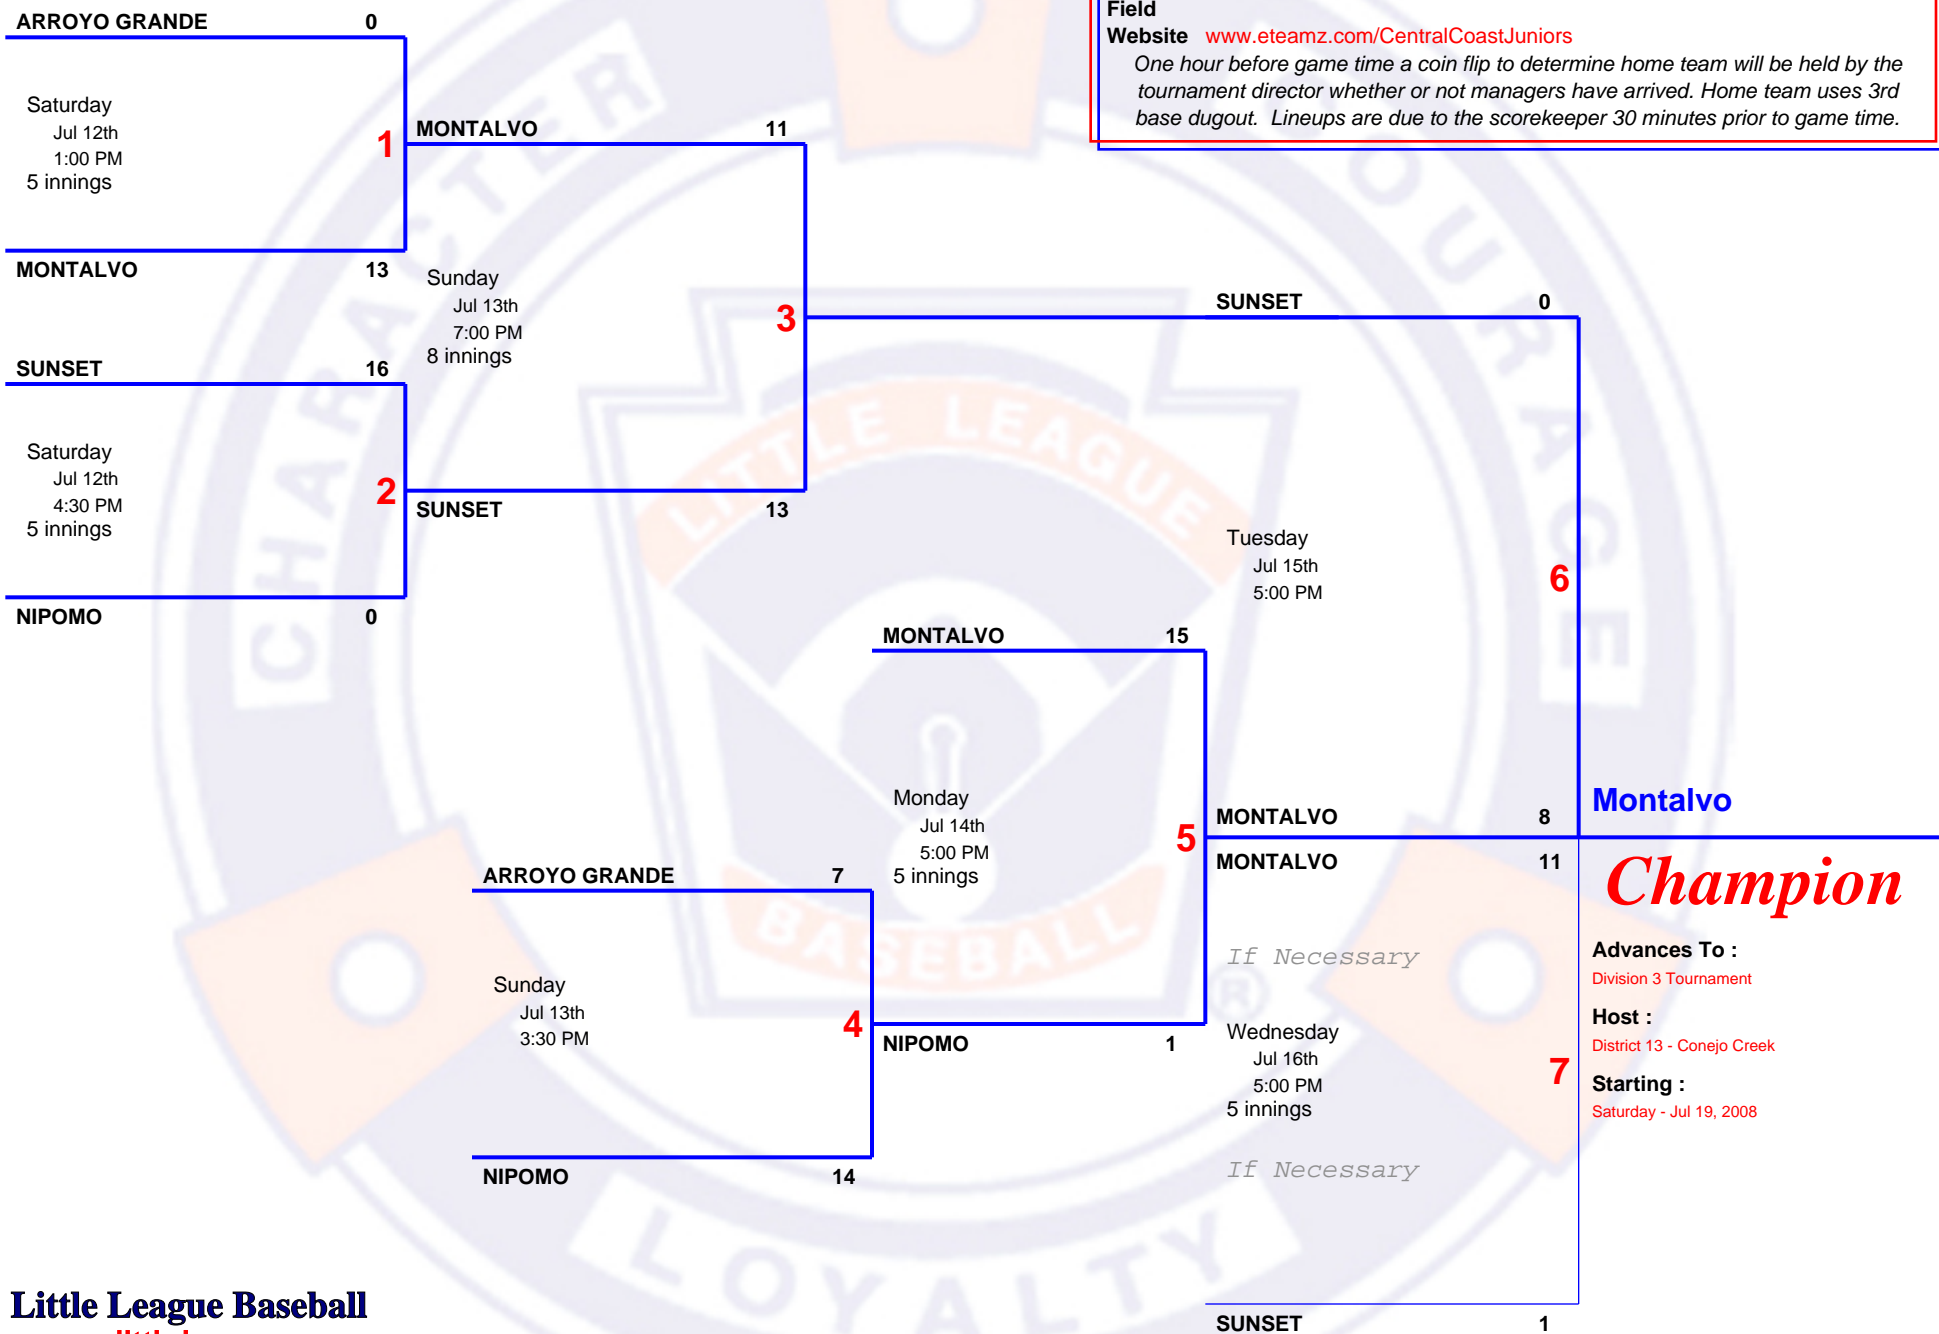 ARROYO GRANDE 0
Field
Website www.eteamz.com/CentralCoastJuniors
One hour before game time a coin flip to determine home team will be held by the
tournament director whether or not managers have arrived. Home team uses 3rd
base dugout. Lineups are due to the scorekeeper 30 minutes prior to game time.
Saturday
Jul 12th
1:00 PM
5 innings
1
MONTALVO 11
MONTALVO 13
Sunday
Jul 13th
7:00 PM
8 innings
3
SUNSET 0
SUNSET 16
Saturday
Jul 12th
4:30 PM
5 innings
2
SUNSET 13
NIPOMO 0
Tuesday
Jul 15th
5:00 PM
6
MONTALVO 15
Monday
Jul 14th
5:00 PM
5 innings
5
MONTALVO 8
MONTALVO 11
Montalvo
Champion
ARROYO GRANDE 7
If Necessary
Advances To :
Division 3 Tournament
Host :
District 13 - Conejo Creek
Starting :
Saturday - Jul 19, 2008
Sunday
Jul 13th
3:30 PM
4
NIPOMO 1
Wednesday
Jul 16th
5:00 PM
5 innings
7
If Necessary
NIPOMO 14
SUNSET 1
Little League Baseball
CHARACTER
COURAGE
LOYALTY
LITTLE LEAGUE
BASEBALL
®